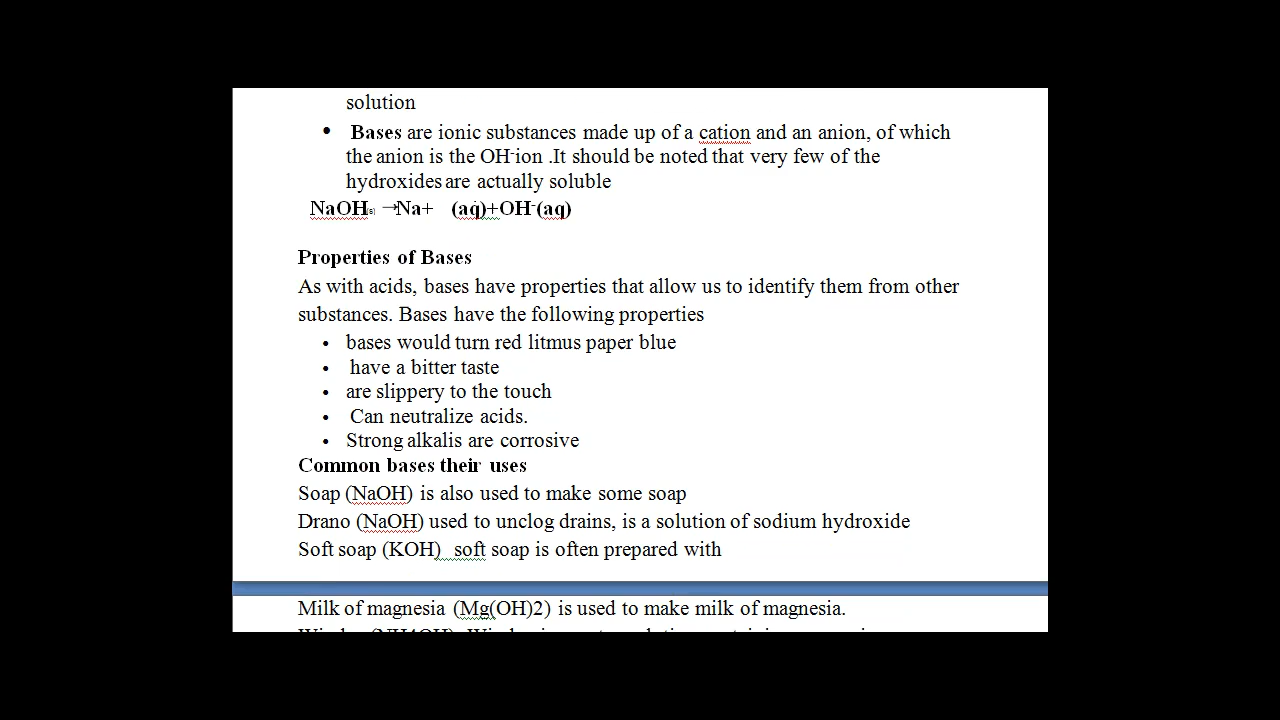 solution
• Bases are ionic substances made up of a cation and an anion, of which
the anion is the OH-ion .It should be noted that very few of the
hydroxides are actually soluble
NaOH(s) →Na+ (aq)+OH-(aq)
Properties of Bases
As with acids, bases have properties that allow us to identify them from other
substances. Bases have the following properties
• bases would turn red litmus paper blue
• have a bitter taste
• are slippery to the touch
• Can neutralize acids.
• Strong alkalis are corrosive
Common bases their uses
Soap (NaOH) is also used to make some soap
Drano (NaOH) used to unclog drains, is a solution of sodium hydroxide
Soft soap (KOH) soft soap is often prepared with
Milk of magnesia (Mg(OH)2) is used to make milk of magnesia.